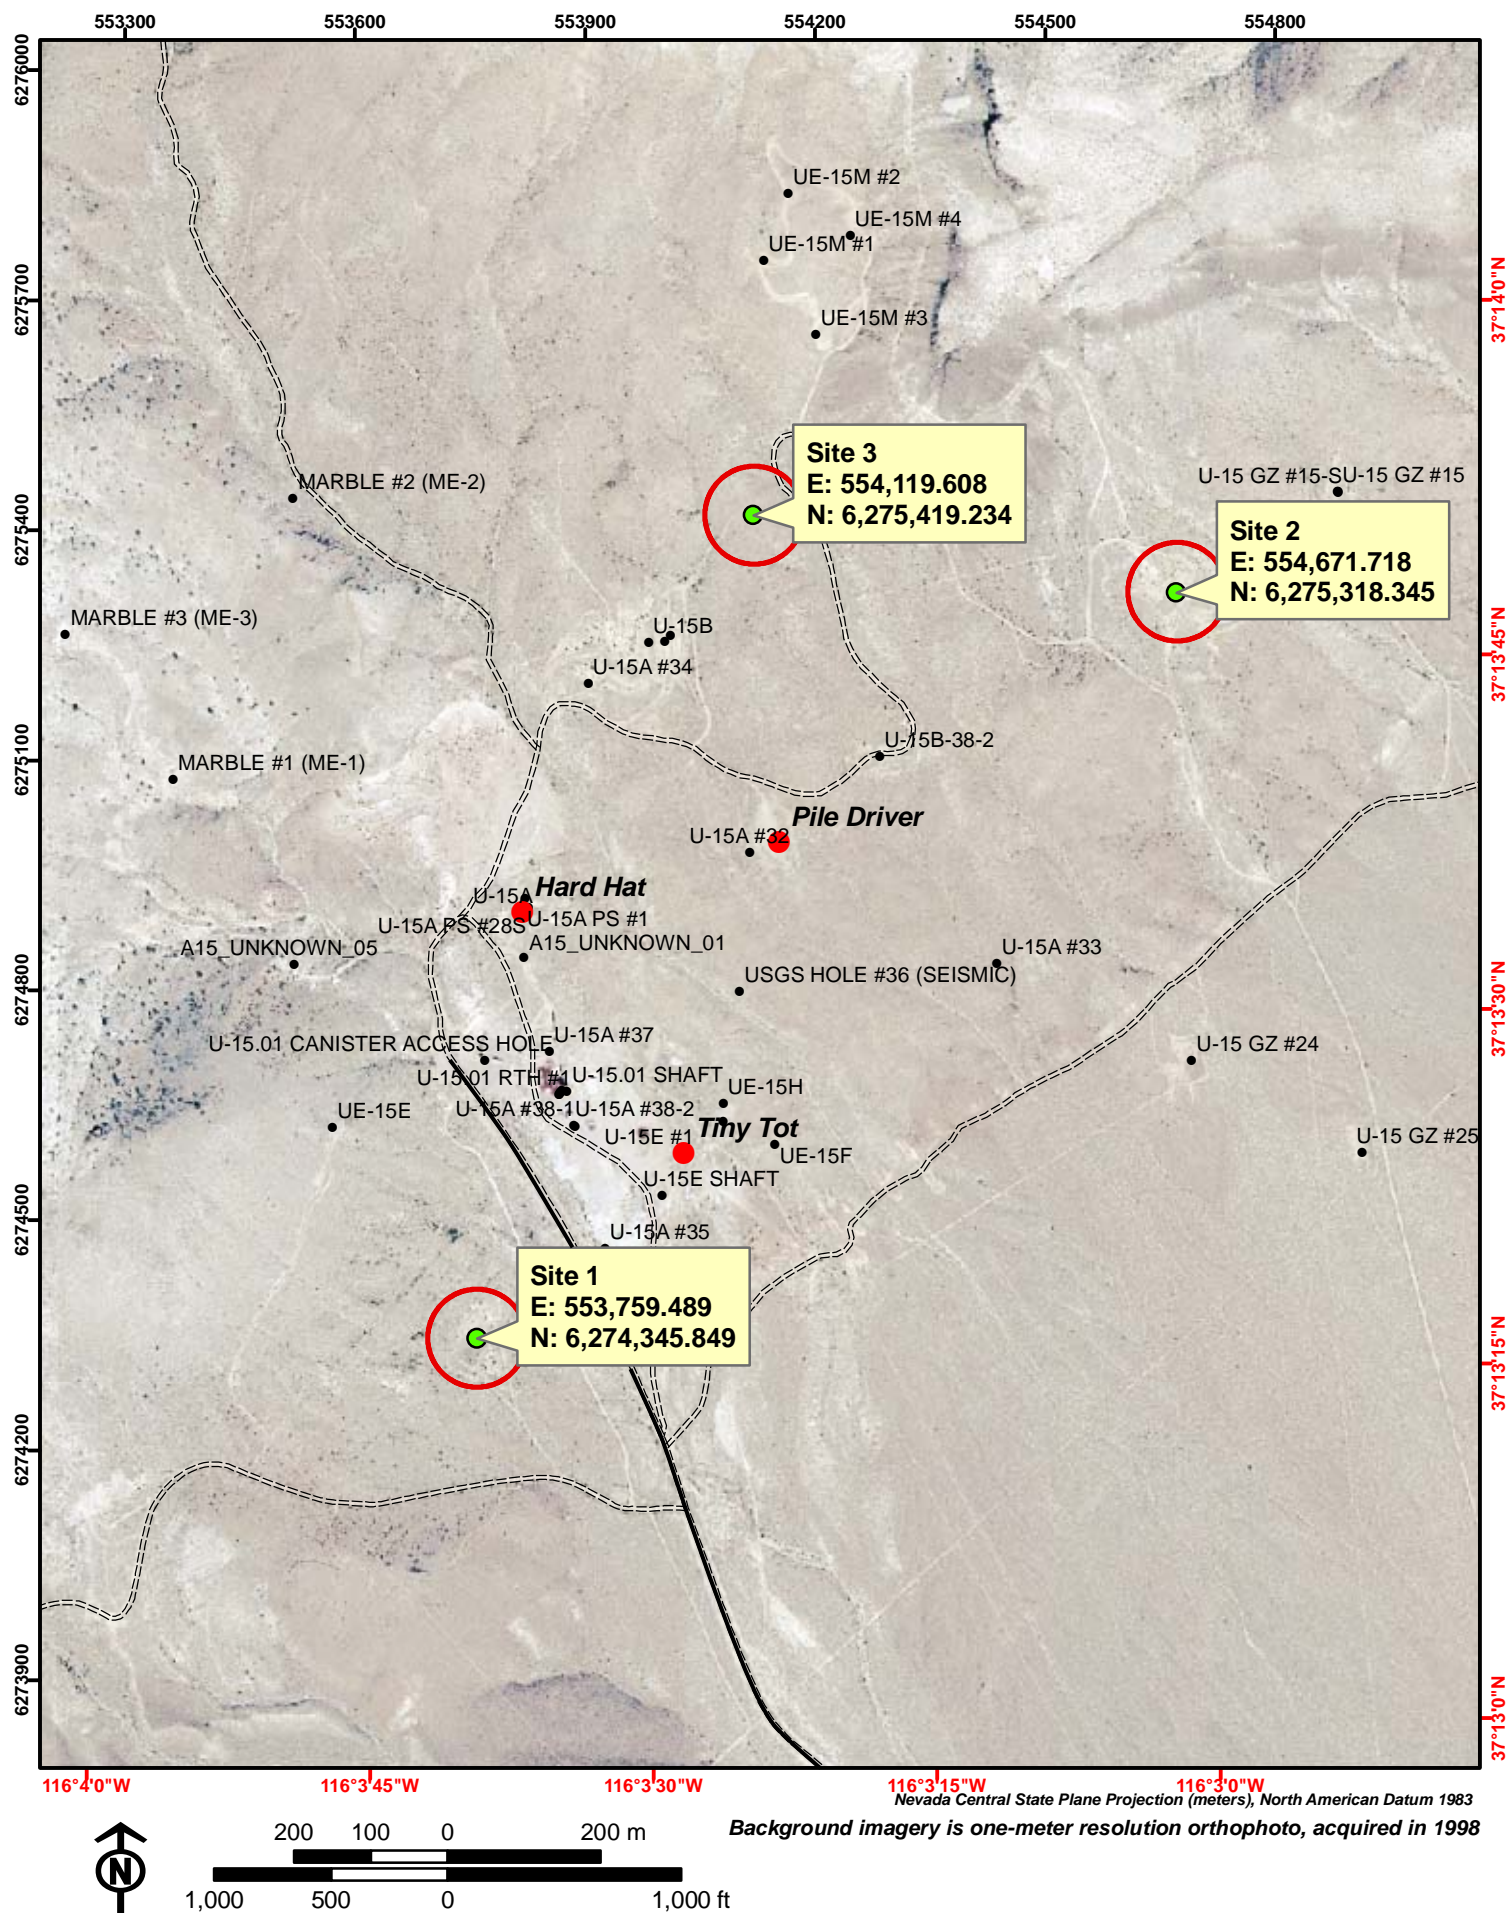 553300 553600 553900 554200 554500 554800
6276000
UE-15M #2
UE-15M #4
UE-15M #1
6275700
37°14'0"N
UE-15M #3
Site 3
E: 554,119.608
N: 6,275,419.234
MARBLE #2 (ME-2)
U-15 GZ #15-SU-15 GZ #15
6275400
Site 2
E: 554,671.718
N: 6,275,318.345
MARBLE #3 (ME-3)
U-15B
37°13'45"N
U-15A #34
U-15B-38-2
6275100
MARBLE #1 (ME-1)
Pile Driver
U-15A #32
Hard Hat
U-15A
U-15A PS #1
U-15A PS #28S
A15_UNKNOWN_01
A15_UNKNOWN_05
U-15A #33
USGS HOLE #36 (SEISMIC)
6274800
37°13'30"N
U-15A #37
U-15.01 CANISTER ACCESS HOLE
U-15 GZ #24
U-15.01 RTH #1
U-15.01 SHAFT
UE-15H
U-15A #38-1
U-15A #38-2
UE-15E
Tiny Tot
U-15E #1
U-15 GZ #25
UE-15F
U-15E SHAFT
6274500
U-15A #35
Site 1
E: 553,759.489
N: 6,274,345.849
37°13'15"N
6274200
6273900
37°13'0"N
116°4'0"W 116°3'45"W 116°3'30"W 116°3'15"W 116°3'0"W
Nevada Central State Plane Projection (meters), North American Datum 1983
Background imagery is one-meter resolution orthophoto, acquired in 1998
200 100 0 200 m
N
1,000 500 0 1,000 ft